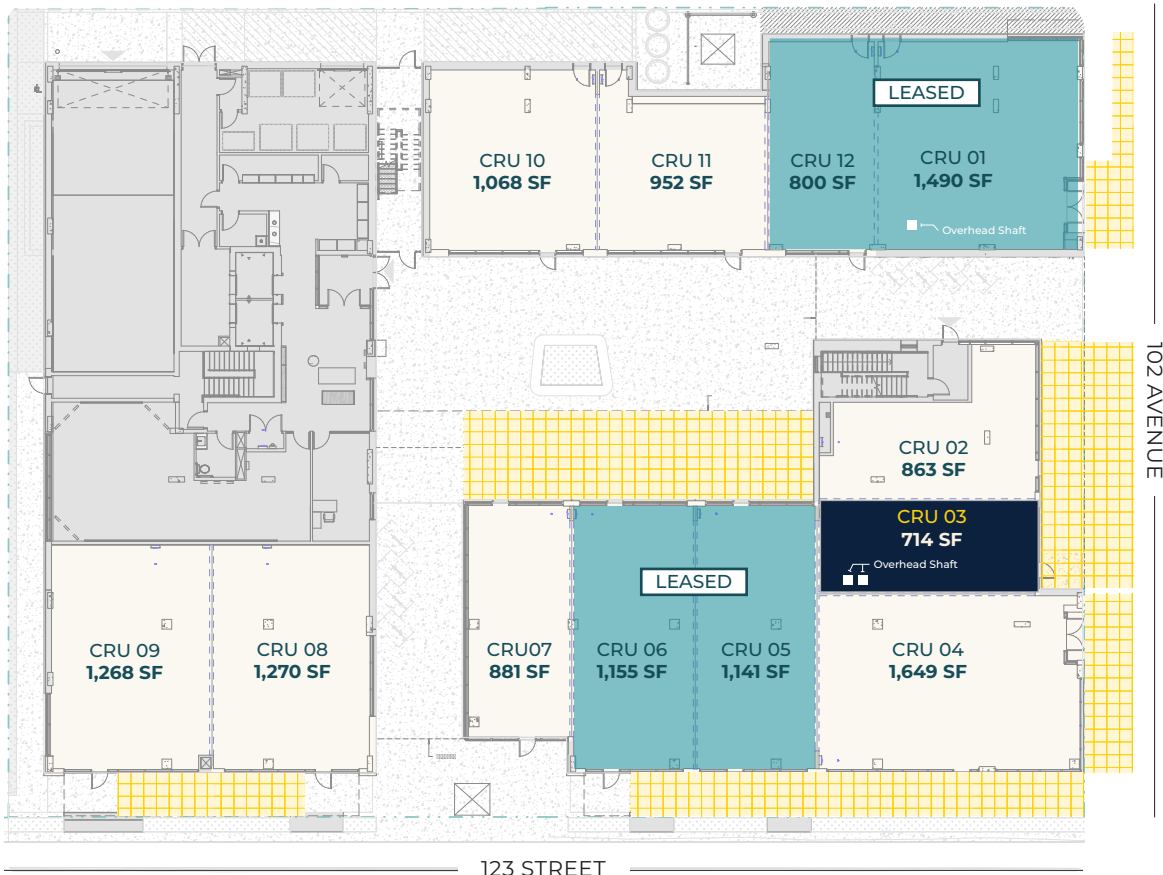 LEASED
CRU 10
1,068 SF
CRU 11
952 SF
CRU 12
800 SF
CRU 01
1,490 SF
Overhead Shaft
102 AVENUE
CRU 02
863 SF
CRU 03
714 SF
Overhead Shaft
LEASED
CRU 09
1,268 SF
CRU 08
1,270 SF
CRU07
881 SF
CRU 06
1,155 SF
CRU 05
1,141 SF
CRU 04
1,649 SF
123 STREET